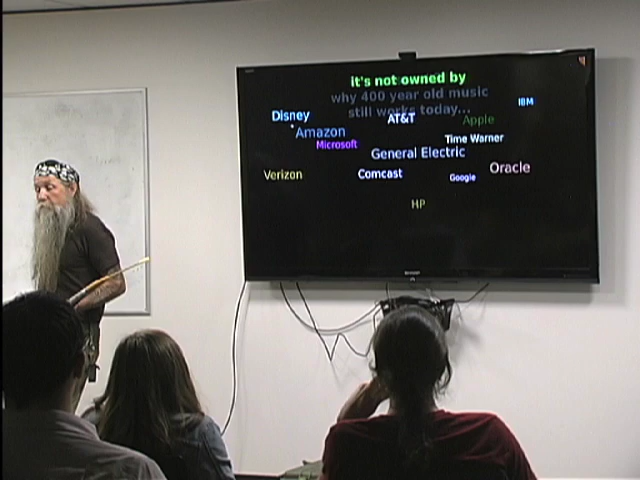 it's not owned by
why 400 year old music
still works today...
IBM
Disney
AT&T
Apple
Amazon
Microsoft
Time Warner
General Electric
Verizon
Comcast
Google
Oracle
HP
SHARP